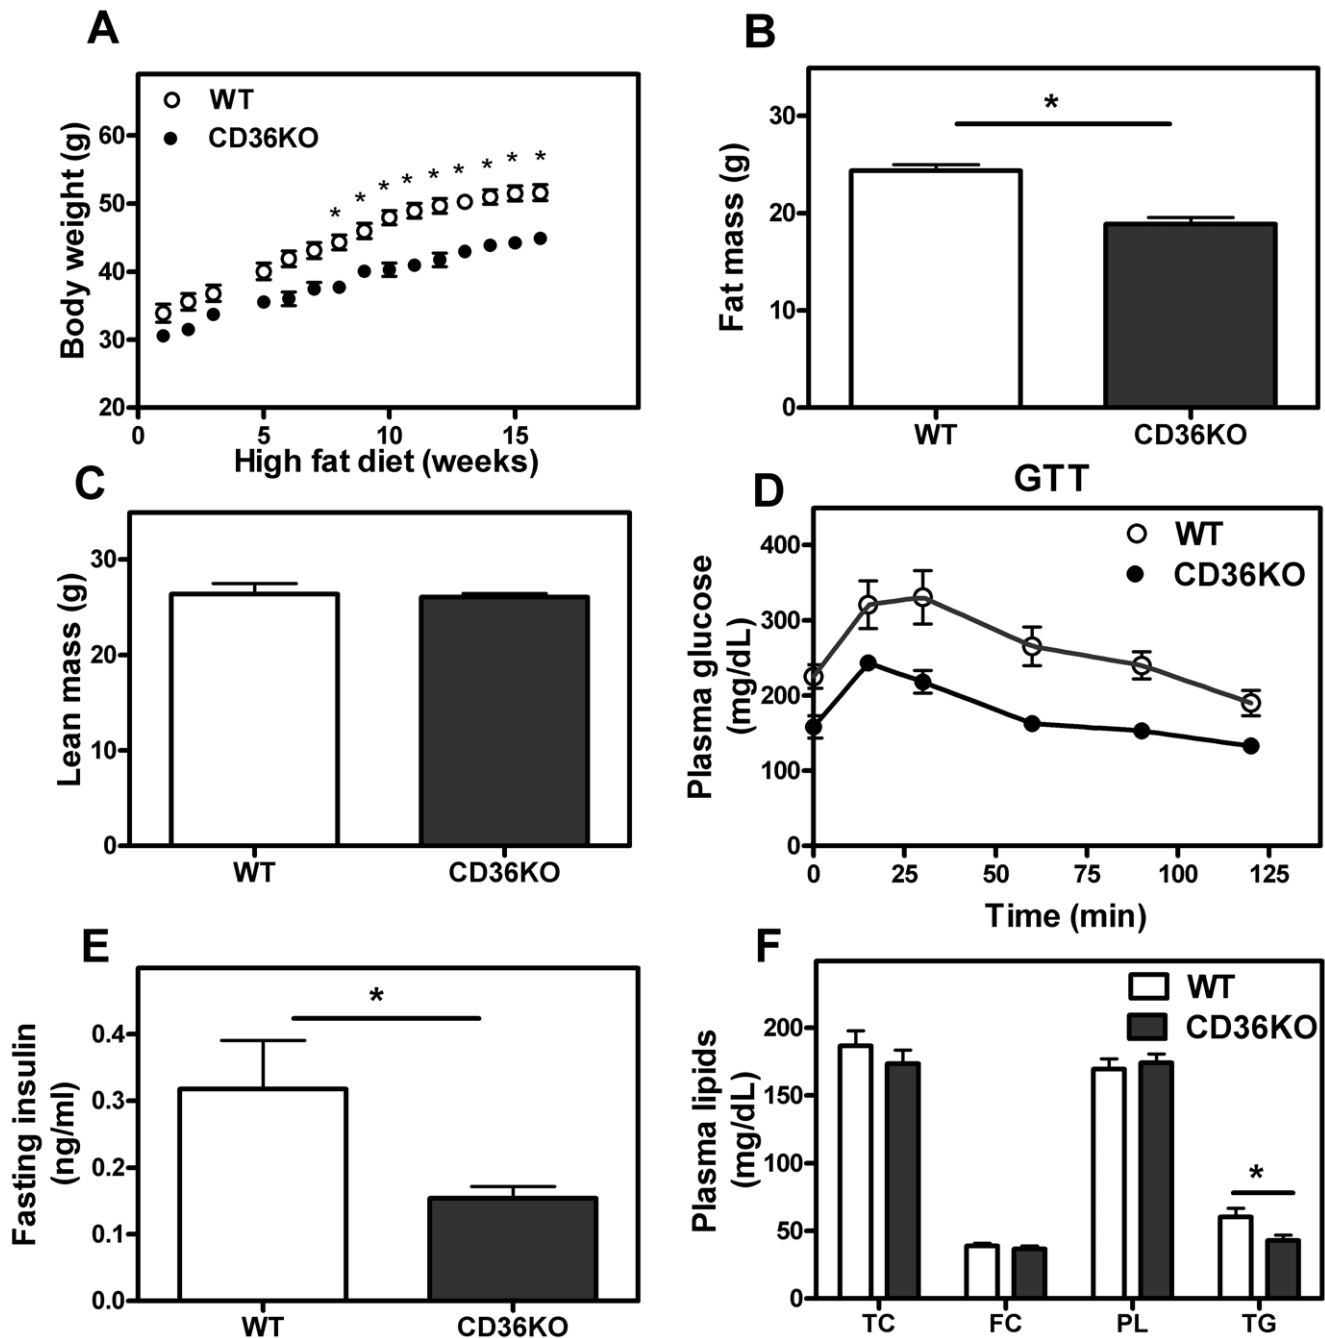 A
WT
CD36KO
* * * * * * * * *
Body weight (g)
60
50
40
30
20
0 5 10 15
High fat diet (weeks)
B
*
Fat mass (g)
30
20
10
0
WT CD36KO
C
Lean mass (g)
30
20
10
0
WT CD36KO
D
GTT
WT
CD36KO
Plasma glucose
(mg/dL)
400
300
200
100
0
0 25 50 75 100 125
Time (min)
E
*
Fasting insulin
(ng/ml)
0.4
0.3
0.2
0.1
0.0
WT CD36KO
F
WT
CD36KO
*
Plasma lipids
(mg/dL)
200
150
100
50
0
TC FC PL TG